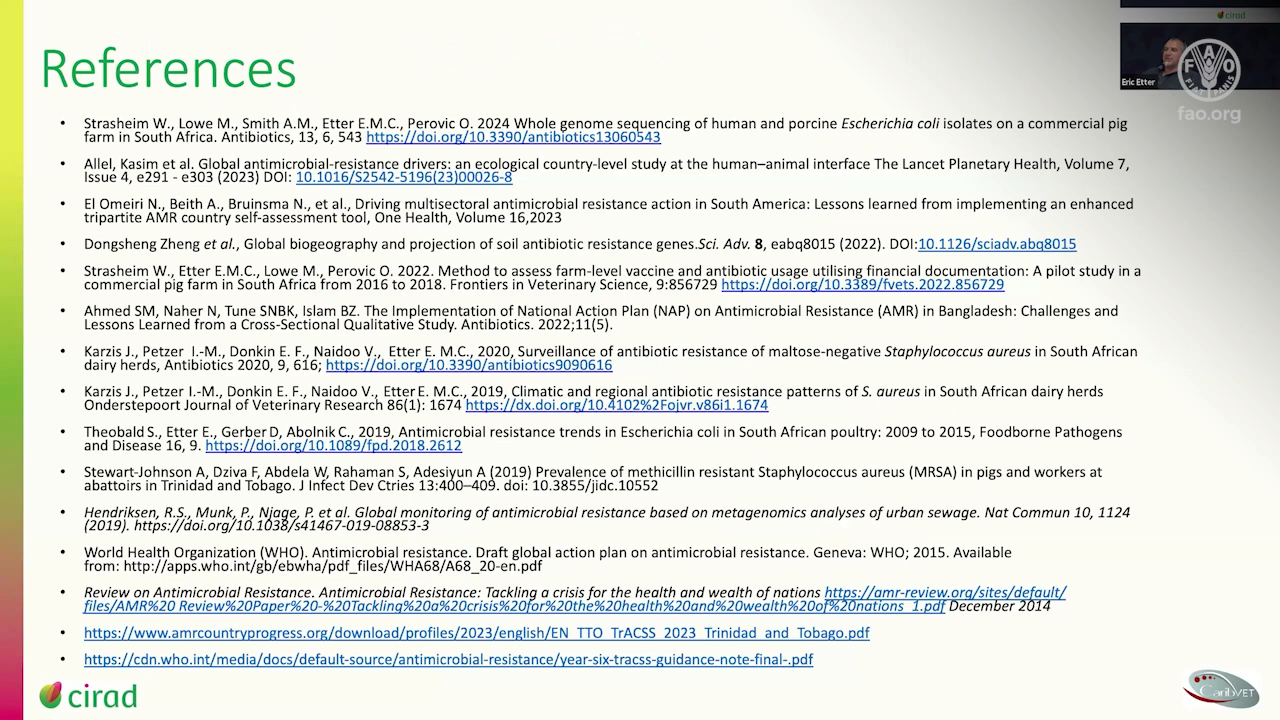 cirad
References
Eric Etter
FAO
FIAT PANIS
fao.org
• Strasheim W., Lowe M., Smith A.M., Etter E.M.C., Perovic O. 2024 Whole genome sequencing of human and porcine Escherichia coli isolates on a commercial pig
farm in South Africa. Antibiotics, 13, 6, 543 https://doi.org/10.3390/antibiotics13060543
• Allel, Kasim et al. Global antimicrobial-resistance drivers: an ecological country-level study at the human–animal interface The Lancet Planetary Health, Volume 7,
Issue 4, e291 - e303 (2023) DOI: 10.1016/S2542-5196(23)00026-8
• El Omeiri N., Beith A., Bruinsma N., et al., Driving multisectoral antimicrobial resistance action in South America: Lessons learned from implementing an enhanced
tripartite AMR country self-assessment tool, One Health, Volume 16,2023
• Dongsheng Zheng et al., Global biogeography and projection of soil antibiotic resistance genes.Sci. Adv. 8, eabq8015 (2022). DOI:10.1126/sciadv.abq8015
• Strasheim W., Etter E.M.C., Lowe M., Perovic O. 2022. Method to assess farm-level vaccine and antibiotic usage utilising financial documentation: A pilot study in a
commercial pig farm in South Africa from 2016 to 2018. Frontiers in Veterinary Science, 9:856729 https://doi.org/10.3389/fvets.2022.856729
• Ahmed SM, Naher N, Tune SNBK, Islam BZ. The Implementation of National Action Plan (NAP) on Antimicrobial Resistance (AMR) in Bangladesh: Challenges and
Lessons Learned from a Cross-Sectional Qualitative Study. Antibiotics. 2022;11(5).
• Karzis J., Petzer I.-M., Donkin E. F., Naidoo V., Etter E. M.C., 2020, Surveillance of antibiotic resistance of maltose-negative Staphylococcus aureus in South African
dairy herds, Antibiotics 2020, 9, 616; https://doi.org/10.3390/antibiotics9090616
• Karzis J., Petzer I.-M., Donkin E. F., Naidoo V., Etter E. M.C., 2019, Climatic and regional antibiotic resistance patterns of S. aureus in South African dairy herds
Onderstepoort Journal of Veterinary Research 86(1): 1674 https://dx.doi.org/10.4102%2Fojvr.v86i1.1674
• Theobald S., Etter E., Gerber D, Abolnik C., 2019, Antimicrobial resistance trends in Escherichia coli in South African poultry: 2009 to 2015, Foodborne Pathogens
and Disease 16, 9. https://doi.org/10.1089/fpd.2018.2612
• Stewart-Johnson A, Dziva F, Abdela W, Rahaman S, Adesiyun A (2019) Prevalence of methicillin resistant Staphylococcus aureus (MRSA) in pigs and workers at
abattoirs in Trinidad and Tobago. J Infect Dev Ctries 13:400–409. doi: 10.3855/jidc.10552
• Hendriksen, R.S., Munk, P., Njage, P. et al. Global monitoring of antimicrobial resistance based on metagenomics analyses of urban sewage. Nat Commun 10, 1124
(2019). https://doi.org/10.1038/s41467-019-08853-3
• World Health Organization (WHO). Antimicrobial resistance. Draft global action plan on antimicrobial resistance. Geneva: WHO; 2015. Available
from: http://apps.who.int/gb/ebwha/pdf_files/WHA68/A68_20-en.pdf
• Review on Antimicrobial Resistance. Antimicrobial Resistance: Tackling a crisis for the health and wealth of nations https://amr-review.org/sites/default/
files/AMR%20 Review%20Paper%20-%20Tackling%20a%20crisis%20for%20the%20health%20and%20wealth%20of%20nations_1.pdf December 2014
• https://www.amrcountryprogress.org/download/profiles/2023/english/EN_TTO_TrACSS_2023_Trinidad_and_Tobago.pdf
• https://cdn.who.int/media/docs/default-source/antimicrobial-resistance/year-six-tracss-guidance-note-final-.pdf
cirad
CaribVET